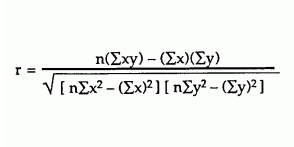 r = n(Σxy) – (Σx)(Σy)
√[ nΣx² – (Σx)² ] [ nΣy² – (Σy)² ]